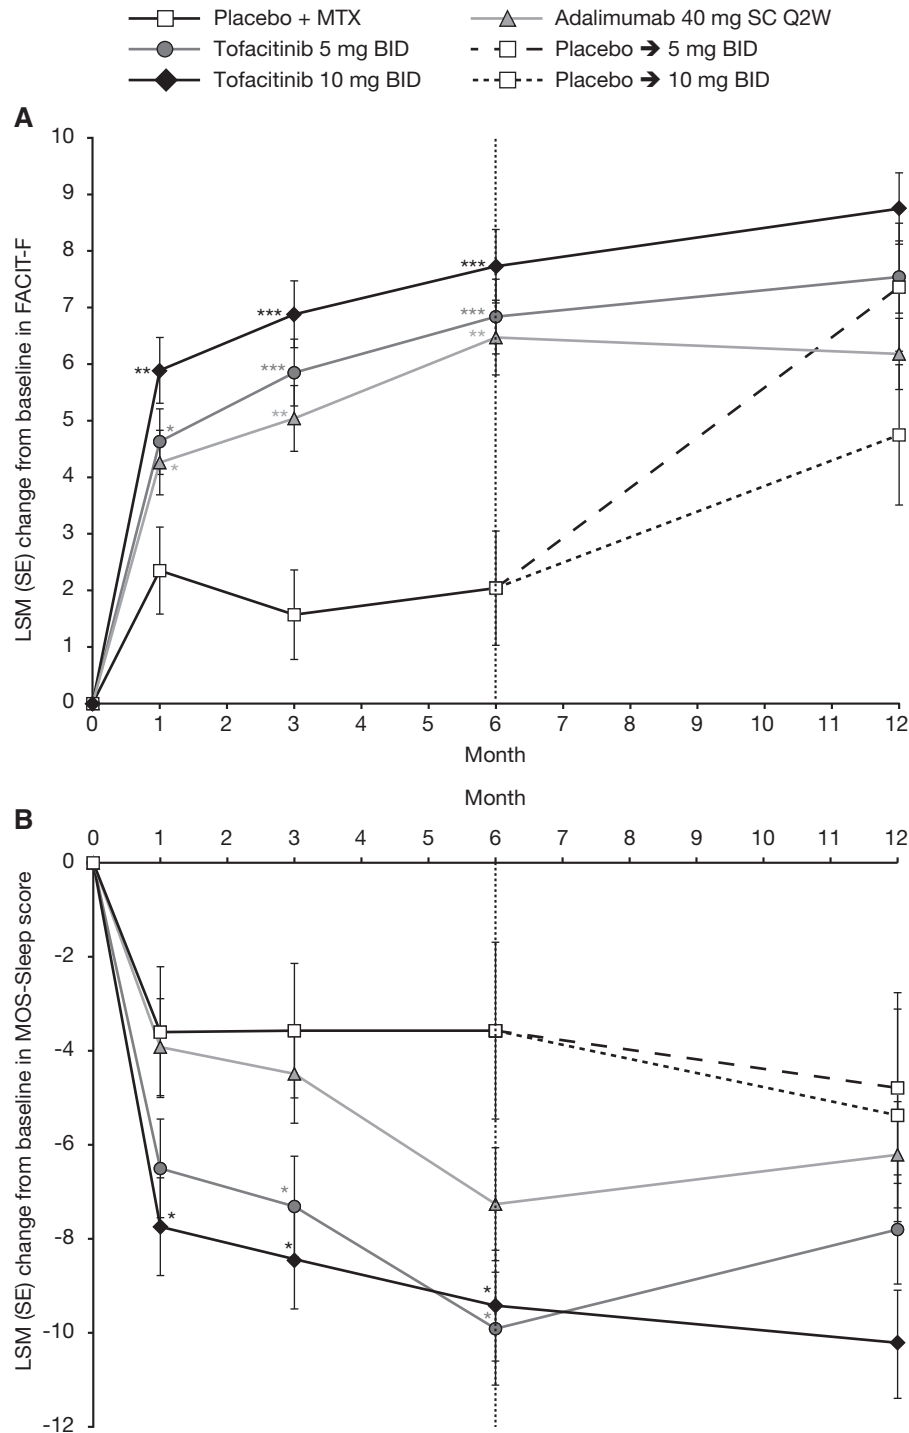 Placebo + MTX
Adalimumab 40 mg SC Q2W
Tofacitinib 5 mg BID
Placebo ➔ 5 mg BID
Tofacitinib 10 mg BID
Placebo ➔ 10 mg BID
A
LSM (SE) change from baseline in FACIT-F
10
9
8
7
6
5
4
3
2
1
0
***
***
***
***
***
**
**
**
*
*
0 1 2 3 4 5 6 7 8 9 10 11 12
Month
B
Month
0 1 2 3 4 5 6 7 8 9 10 11 12
LSM (SE) change from baseline in MOS-Sleep score
0
-2
-4
-6
-8
-10
-12
*
*
*
*
*